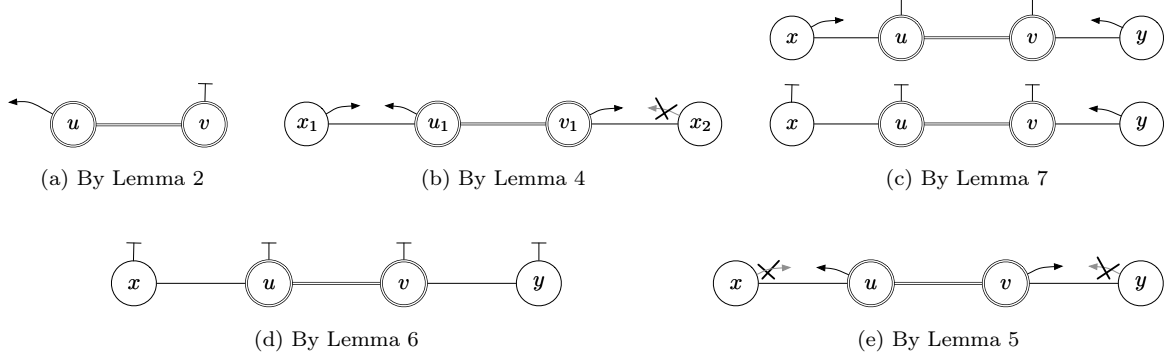 x u v y
u v
x₁ u₁ v₁ x₂
x u v y
(a) By Lemma 2
(b) By Lemma 4
(c) By Lemma 7
x u v y
x u v y
(d) By Lemma 6
(e) By Lemma 5